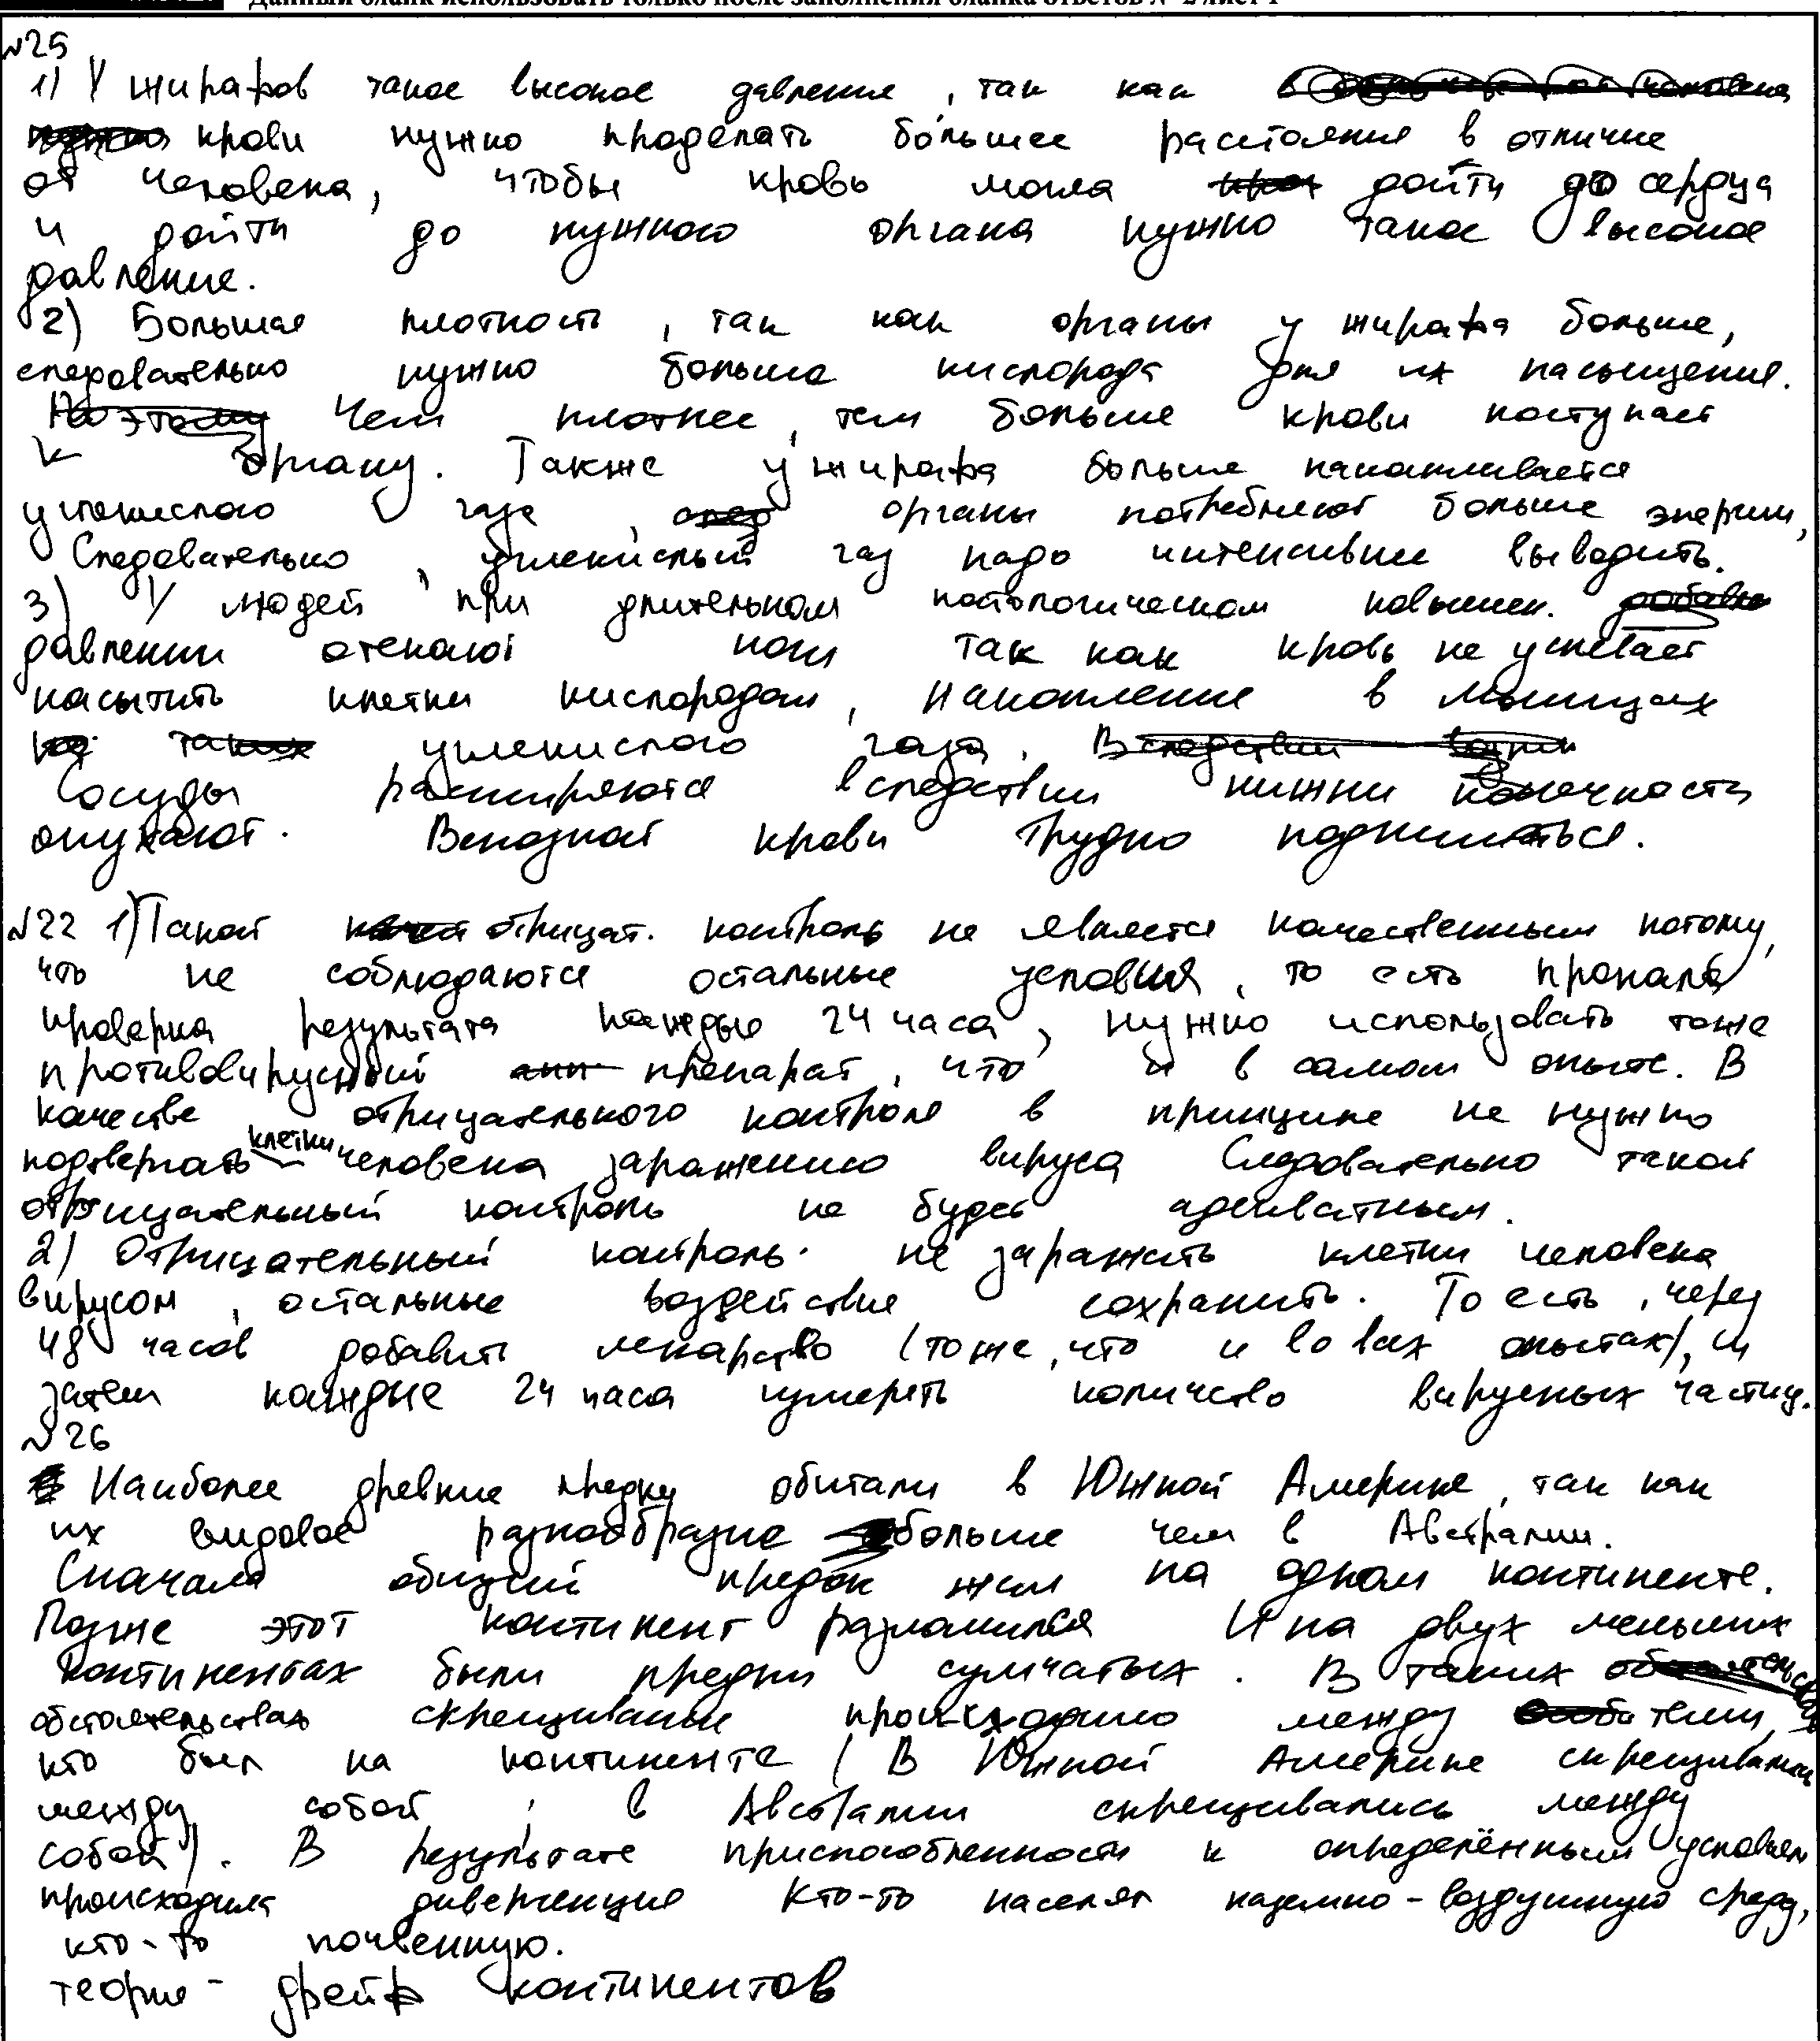 Данный бланк использовать только после заполнения бланка ответов № 2 лист 1
№25
1) У жирафов такое высокое давление, так как
крови нужно проделать бо́льшее расстояния в отличие
от человека, чтобы кровь могла дойти до сердца
и дойти до нужного органа нужно такое высокое
давление.
2) Большая плотность, так как органы у жирафа больше,
следовательно нужно больше кислорода для их насыщения.
Чем плотнее, тем больше крови поступает
к органу. Также у жирафа больше накапливается
углекислого газа, органы потребляют больше энергии,
Следовательно, углекислый газ надо интенсивнее выводить.
3) У людей при длительном патологическом повышен.
давлении отекают ноги так как кровь не успевает
насытить клетки кислородом, накопление в мышцах
углекислого газа.
Сосуды расширяются вследствии нижни конечности
опухают. Венозной крови трудно подниматься.
№22 1) Такой отрицат. контроль не является качественным потому,
что не соблюдаются остальные условия, то есть пропала
проверка результата каждые 24 часа, нужно использовать тоже
противовирусный препарат, что и в самом опыте. В
качестве отрицательного контроля в принципе не нужно
подвергать клетки человека заражению вируса Следовательно такой
отрицательный контроль не будет адекватным.
2) Отрицательный контроль: не заражать клетки человека
вирусом, остальные воздействия сохранить. То есть, через
48 часов добавить лекарство (тоже, что и во всех опытах), и
затем каждые 24 часа измерять количество вирусных частиц.
№26
Наиболее древние предки обитали в Южной Америке, так как
их видовое разнообразие больше чем в Австралии.
Сначала общий предок жил на одном континенте.
Позже этот континент разломился И на двух меньших
континентах были предки сумчатых. В таких
обстоятельствах скрещивание происходило между теми,
кто был на континенте (В Южной Америке скрещивались
между собой, в Австралии скрещивались между
собой). В результате приспособленности к определённым условиям
происходила дивергенция Кто-то населял наземно-воздушную среду,
кто-то почвенную.
теория - дрейф континентов